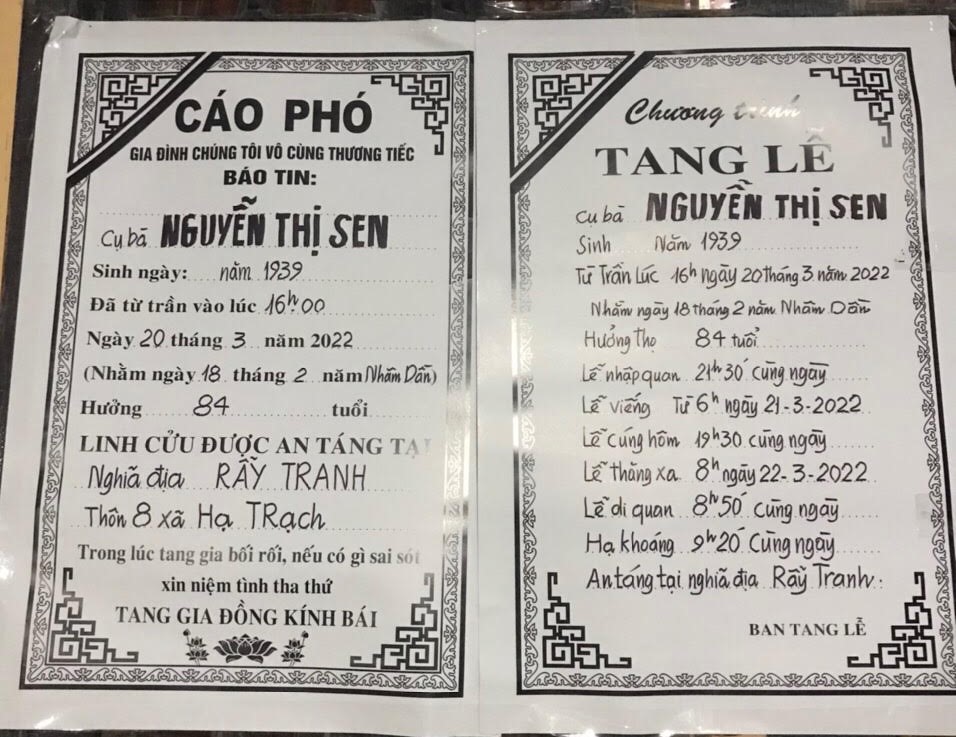 CÁO PHÓ
GIA ĐÌNH CHÚNG TÔI VÔ CÙNG THƯƠNG TIẾC
BÁO TIN:
Cụ bà NGUYỄN THỊ SEN
Sinh ngày: năm 1939
Đã từ trần vào lúc 16h00
Ngày 20 tháng 3 năm 2022
(Nhằm ngày 18 tháng 2 năm Nhâm Dần)
Hưởng 84 tuổi
LINH CỬU ĐƯỢC AN TÁNG TẠI
Nghĩa địa RẪY TRANH
Thôn 8 xã Hạ TRạch
Trong lúc tang gia bối rối, nếu có gì sai sót
xin niệm tình tha thứ
TANG GIA ĐỒNG KÍNH BÁI
Chương trình
TANG LỄ
Cụ bà NGUYỄN THỊ SEN
Sinh Năm 1939
Từ Trần Lúc 16h ngày 20 tháng 3 năm 2022
Nhằm ngày 18 tháng 2 năm Nhâm Dần
Hưởng thọ 84 tuổi
Lễ nhập quan 21h30' cùng ngày
Lễ viếng Từ 6h ngày 21-3-2022
Lễ cúng hôm 19h30 cùng ngày
Lễ thăng xa 8h ngày 22-3-2022
Lễ di quan 8h50' cùng ngày
Hạ khoáng 9h20' Cùng ngày
An táng tại nghĩa địa Rẫy Tranh.
BAN TANG LỄ